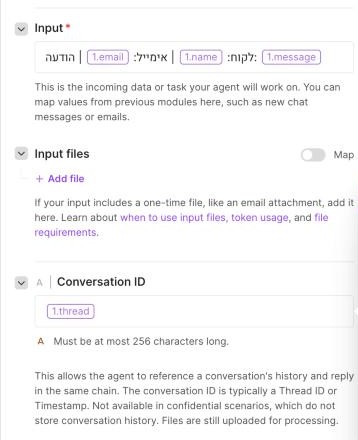 Input *
הודעה | 1.email :אימייל | 1.name :לקוח: 1.message
This is the incoming data or task your agent will work on. You can
map values from previous modules here, such as new chat
messages or emails.
Input files
Map
+ Add file
If your input includes a one-time file, like an email attachment, add it
here. Learn about when to use input files, token usage, and file
requirements.
A | Conversation ID
1.thread
A Must be at most 256 characters long.
This allows the agent to reference a conversation's history and reply
in the same chain. The conversation ID is typically a Thread ID or
Timestamp. Not available in confidential scenarios, which do not
store conversation history. Files are still uploaded for processing.